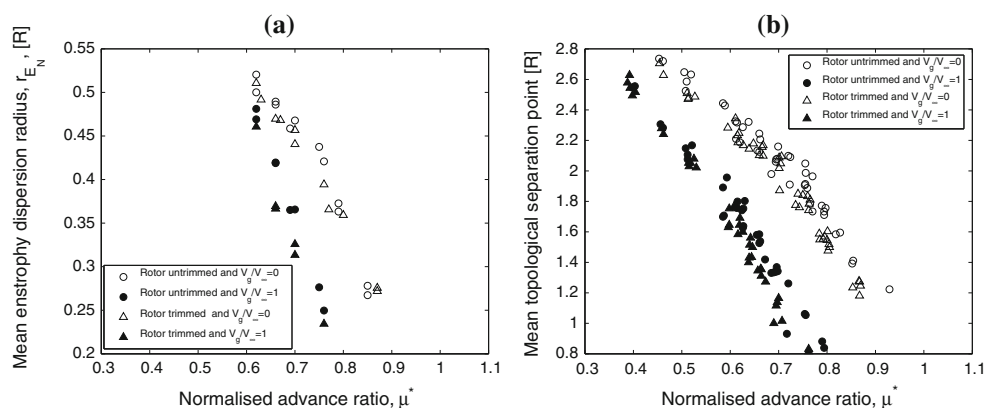 (a)
Mean enstrophy dispersion radius, r_E_N, [R]
0.55
0.5
0.45
0.4
0.35
0.3
0.25
0.2
Rotor untrimmed and V_g/V_∞=0
Rotor untrimmed and V_g/V_∞=1
Rotor trimmed and V_g/V_∞=0
Rotor trimmed and V_g/V_∞=1
0.3 0.4 0.5 0.6 0.7 0.8 0.9 1 1.1
Normalised advance ratio, μ*
(b)
Mean topological separation point [R]
2.8
2.6
2.4
2.2
2
1.8
1.6
1.4
1.2
1
0.8
Rotor untrimmed and V_g/V_∞=0
Rotor untrimmed and V_g/V_∞=1
Rotor trimmed and V_g/V_∞=0
Rotor trimmed and V_g/V_∞=1
0.3 0.4 0.5 0.6 0.7 0.8 0.9 1 1.1
Normalised advance ratio, μ*